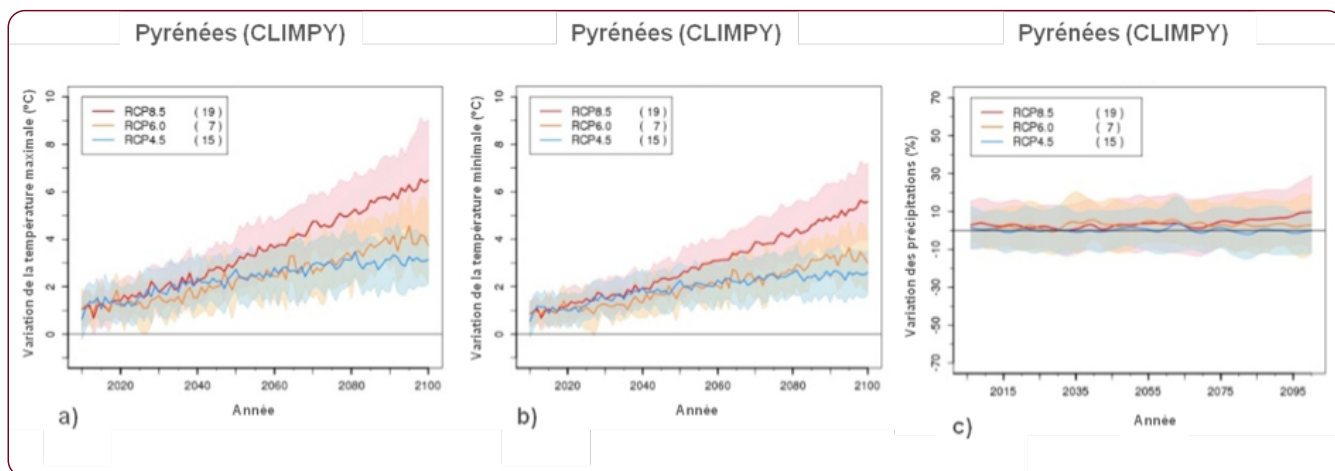 Pyrénées (CLIMPY)
Variation de la température maximale (ºC)
10
8
6
4
2
0
RCP8.5 (19)
RCP6.0 (7)
RCP4.5 (15)
2020 2040 2060 2080 2100
Année
a)
Pyrénées (CLIMPY)
Variation de la température minimale (ºC)
10
8
6
4
2
0
RCP8.5 (19)
RCP6.0 (7)
RCP4.5 (15)
2020 2040 2060 2080 2100
Année
b)
Pyrénées (CLIMPY)
Variation des précipitations (%)
70
50
30
10
-10
-30
-50
-70
RCP8.5 (19)
RCP6.0 (7)
RCP4.5 (15)
2015 2035 2055 2075 2095
Année
c)